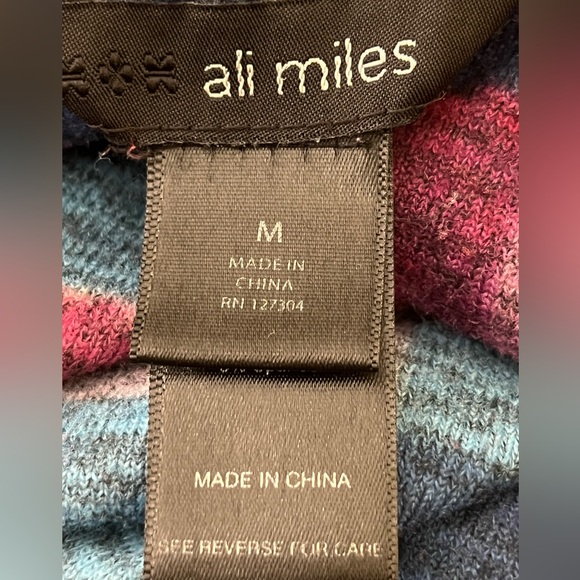 ali miles
M
MADE IN
CHINA
RN 127304
MADE IN CHINA
SEE REVERSE FOR CARE